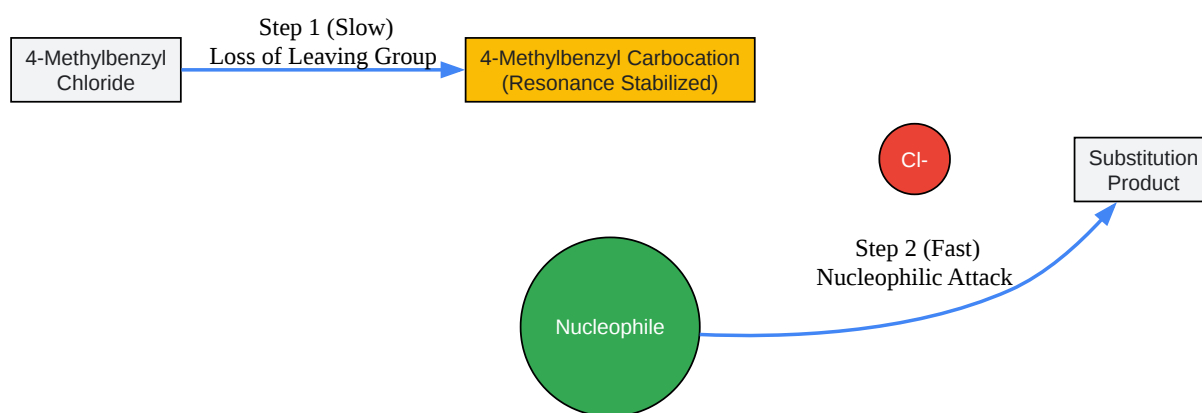 4-Methylbenzyl
Chloride
Step 1 (Slow)
Loss of Leaving Group
4-Methylbenzyl Carbocation
(Resonance Stabilized)
Cl-
Substitution
Product
Step 2 (Fast)
Nucleophilic Attack
Nucleophile